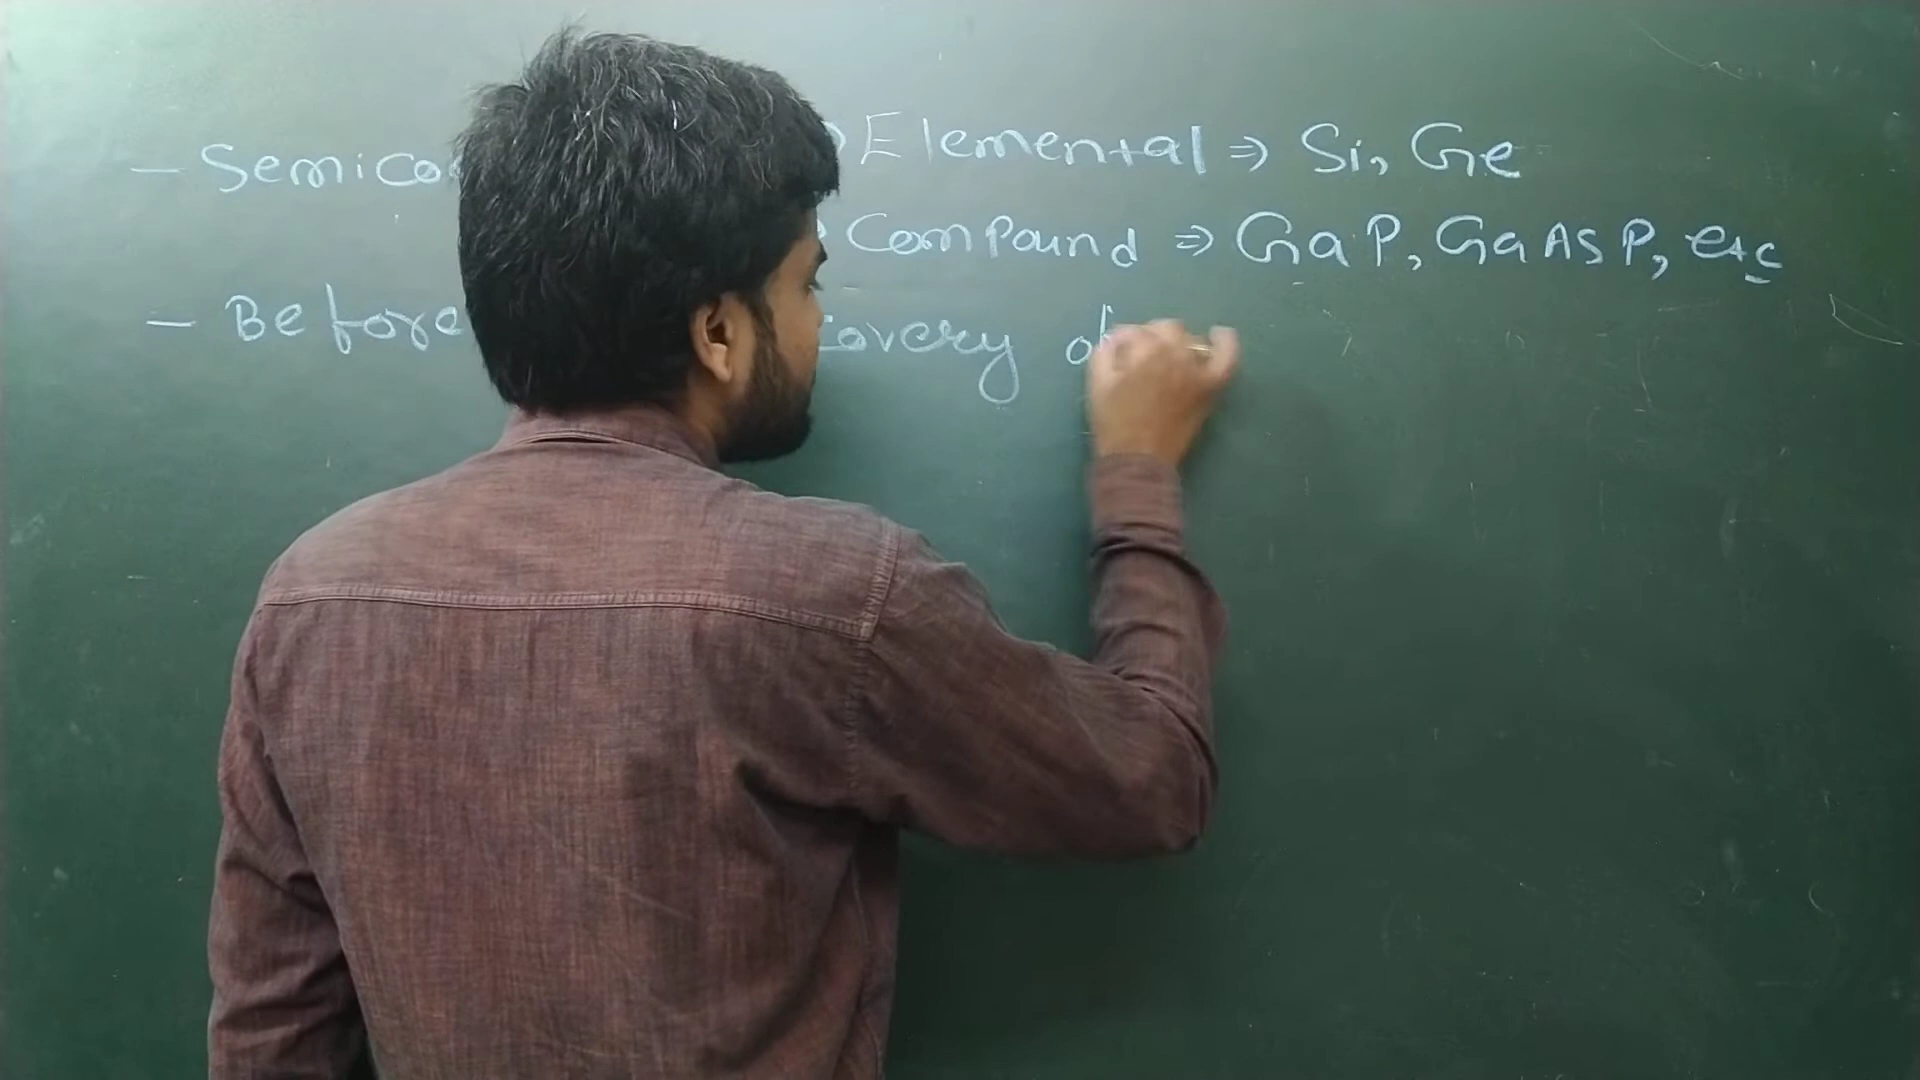 - Semico Elemental ⇒ Si, Ge
Compound ⇒ GaP, GaAsP, etc
- Before covery of